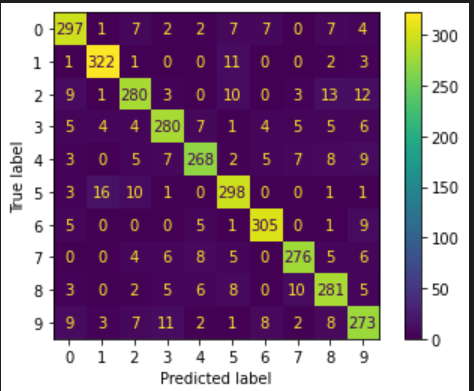 0 297 1 7 2 2 7 7 0 7 4
1 1 322 1 0 0 11 0 0 2 3
2 9 1 280 3 0 10 0 3 13 12
3 5 4 4 280 7 1 4 5 5 6
4 3 0 5 7 268 2 5 7 8 9
5 3 16 10 1 0 298 0 0 1 1
6 5 0 0 0 5 1 305 0 1 9
7 0 0 4 6 8 5 0 276 5 6
8 3 0 2 5 6 8 0 10 281 5
9 9 3 7 11 2 1 8 2 8 273
0 1 2 3 4 5 6 7 8 9
Predicted label
True label
300
250
200
150
100
50
0